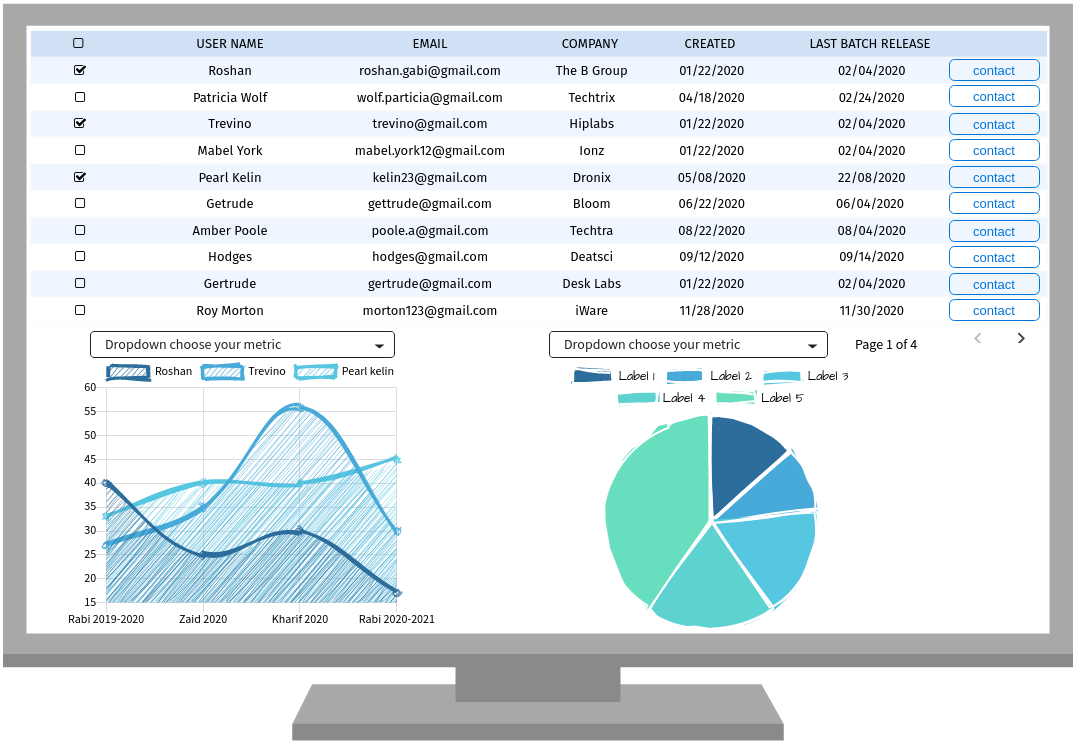 USER NAME EMAIL COMPANY CREATED LAST BATCH RELEASE
Roshan roshan.gabi@gmail.com The B Group 01/22/2020 02/04/2020 contact
Patricia Wolf wolf.particia@gmail.com Techtrix 04/18/2020 02/24/2020 contact
Trevino trevino@gmail.com Hiplabs 01/22/2020 02/04/2020 contact
Mabel York mabel.york12@gmail.com Ionz 01/22/2020 02/04/2020 contact
Pearl Kelin kelin23@gmail.com Dronix 05/08/2020 22/08/2020 contact
Getrude gettrude@gmail.com Bloom 06/22/2020 06/04/2020 contact
Amber Poole poole.a@gmail.com Techtra 08/22/2020 08/04/2020 contact
Hodges hodges@gmail.com Deatsci 09/12/2020 09/14/2020 contact
Gertrude gertrude@gmail.com Desk Labs 01/22/2020 02/04/2020 contact
Roy Morton morton123@gmail.com iWare 11/28/2020 11/30/2020 contact
Dropdown choose your metric Dropdown choose your metric Page 1 of 4
Roshan Trevino Pearl kelin
60
55
50
45
40
35
30
25
20
15
Rabi 2019-2020 Zaid 2020 Kharif 2020 Rabi 2020-2021
Label 1 Label 2 Label 3
Label 4 Label 5